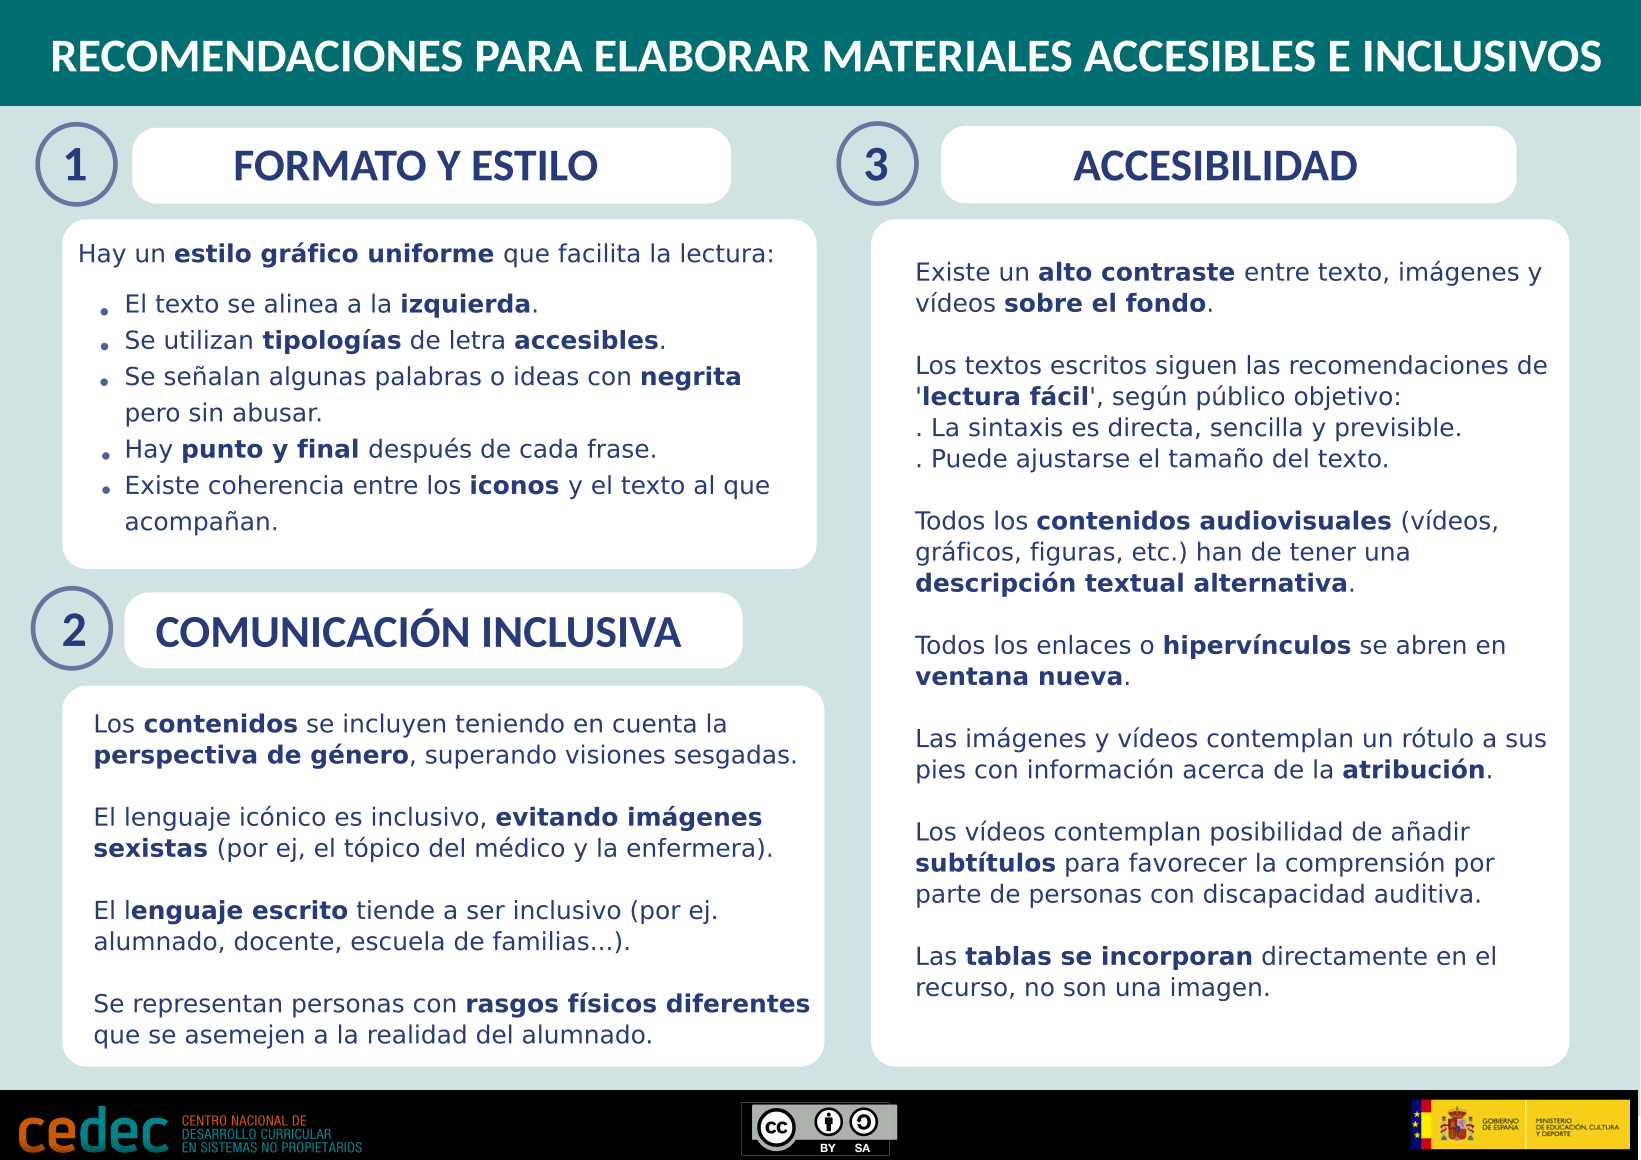 RECOMENDACIONES PARA ELABORAR MATERIALES ACCESIBLES E INCLUSIVOS
1
FORMATO Y ESTILO
Hay un estilo gráfico uniforme que facilita la lectura:
• El texto se alinea a la izquierda.
• Se utilizan tipologías de letra accesibles.
• Se señalan algunas palabras o ideas con negrita
pero sin abusar.
• Hay punto y final después de cada frase.
• Existe coherencia entre los iconos y el texto al que
acompañan.
2
COMUNICACIÓN INCLUSIVA
Los contenidos se incluyen teniendo en cuenta la
perspectiva de género, superando visiones sesgadas.
El lenguaje icónico es inclusivo, evitando imágenes
sexistas (por ej, el tópico del médico y la enfermera).
El lenguaje escrito tiende a ser inclusivo (por ej.
alumnado, docente, escuela de familias...).
Se representan personas con rasgos físicos diferentes
que se asemejen a la realidad del alumnado.
3
ACCESIBILIDAD
Existe un alto contraste entre texto, imágenes y
vídeos sobre el fondo.
Los textos escritos siguen las recomendaciones de
'lectura fácil', según público objetivo:
. La sintaxis es directa, sencilla y previsible.
. Puede ajustarse el tamaño del texto.
Todos los contenidos audiovisuales (vídeos,
gráficos, figuras, etc.) han de tener una
descripción textual alternativa.
Todos los enlaces o hipervínculos se abren en
ventana nueva.
Las imágenes y vídeos contemplan un rótulo a sus
pies con información acerca de la atribución.
Los vídeos contemplan posibilidad de añadir
subtítulos para favorecer la comprensión por
parte de personas con discapacidad auditiva.
Las tablas se incorporan directamente en el
recurso, no son una imagen.
cedec
CENTRO NACIONAL DE
DESARROLLO CURRICULAR
EN SISTEMAS NO PROPIETARIOS
cc
BY SA
GOBIERNO
DE ESPAÑA
MINISTERIO
DE EDUCACIÓN, CULTURA
Y DEPORTE